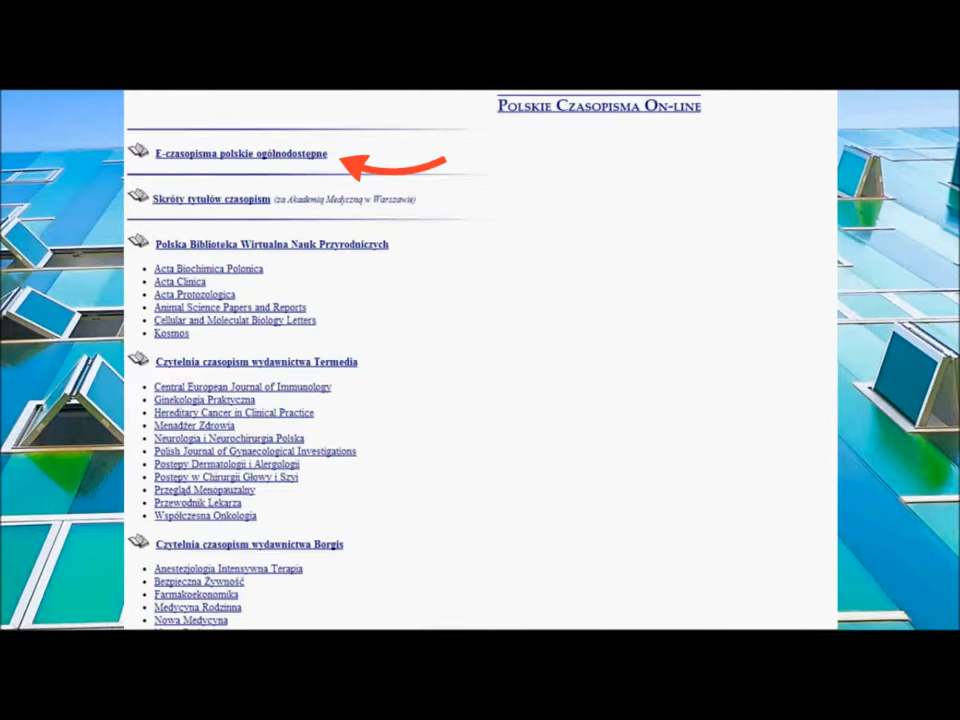 POLSKIE CZASOPISMA ON-LINE
E-czasopisma polskie ogólnodostępne
Skróty tytułów czasopism (za Akademią Medyczną w Warszawie)
Polska Biblioteka Wirtualna Nauk Przyrodniczych
Acta Biochimica Polonica
Acta Clinica
Acta Protozologica
Animal Science Papers and Reports
Cellular and Moleculat Biology Letters
Kosmos
Czytelnia czasopism wydawnictwa Termedia
Central European Journal of Immunology
Ginekologia Praktyczna
Hereditary Cancer in Clinical Practice
Menadżer Zdrowia
Neurologia i Neurochirurgia Polska
Polish Journal of Gynaecological Investigations
Postępy Dermatologii i Alergologii
Postępy w Chirurgii Głowy i Szyi
Przegląd Menopauzalny
Przewodnik Lekarza
Współczesna Onkologia
Czytelnia czasopism wydawnictwa Borgis
Anestezjologia Intensywna Terapia
Bezpieczna Żywność
Farmakoekonomika
Medycyna Rodzinna
Nowa Medycyna